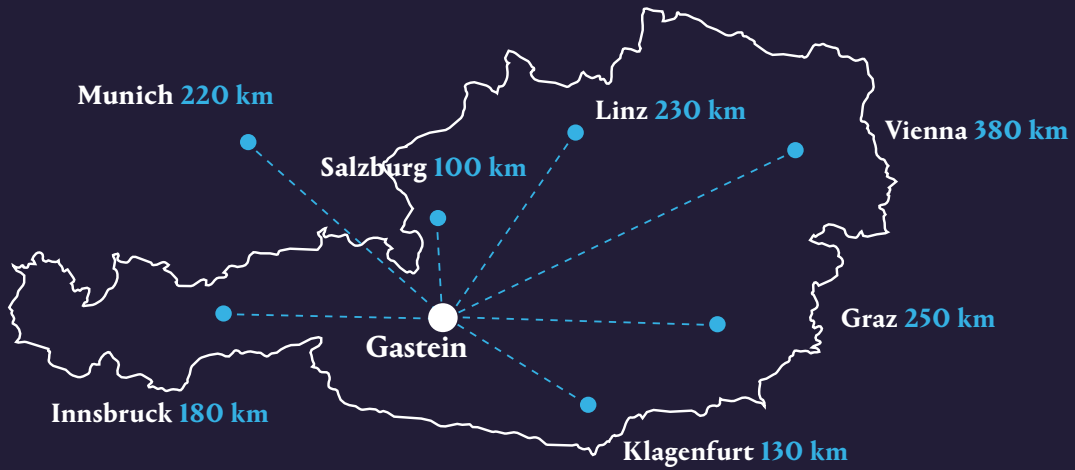 Munich 220 km
Linz 230 km
Vienna 380 km
Salzburg 100 km
Graz 250 km
Gastein
Innsbruck 180 km
Klagenfurt 130 km